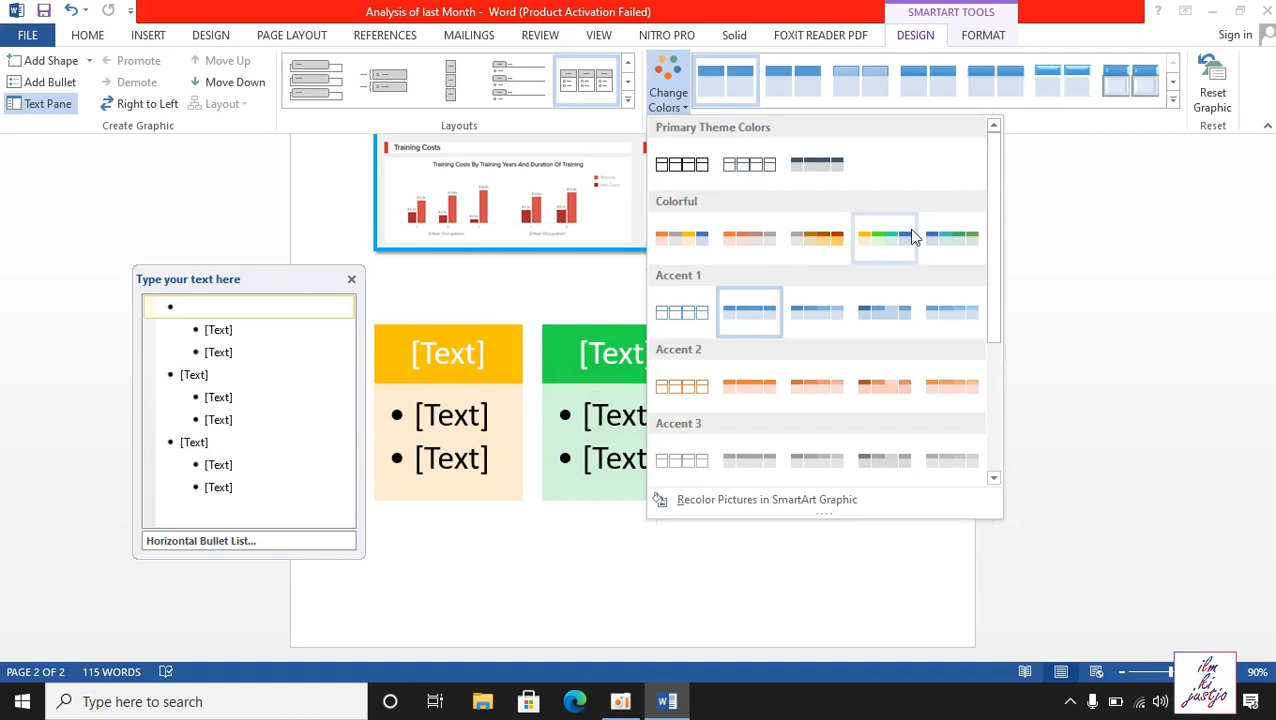 Analysis of last Month - Word (Product Activation Failed)
SMARTART TOOLS
FILE HOME INSERT DESIGN PAGE LAYOUT REFERENCES MAILINGS REVIEW VIEW NITRO PRO Solid FOXIT READER PDF DESIGN FORMAT Sign in
Add Shape
Add Bullet
Text Pane
Promote
Demote
Right to Left
Move Up
Move Down
Layout
Create Graphic
Layouts
Change
Colors
Reset
Graphic
Reset
Primary Theme Colors
Colorful
Accent 1
Accent 2
Accent 3
Recolor Pictures in SmartArt Graphic
Training Costs
Training Costs By Training Years And Duration Of Training
Type your text here
[Text]
[Text]
[Text]
[Text]
[Text]
[Text]
[Text]
[Text]
Horizontal Bullet List...
[Text]
• [Text]
• [Text]
[Text]
• [Text
• [Text
PAGE 2 OF 2 115 WORDS
90%
Type here to search
ilm
ki
justjo